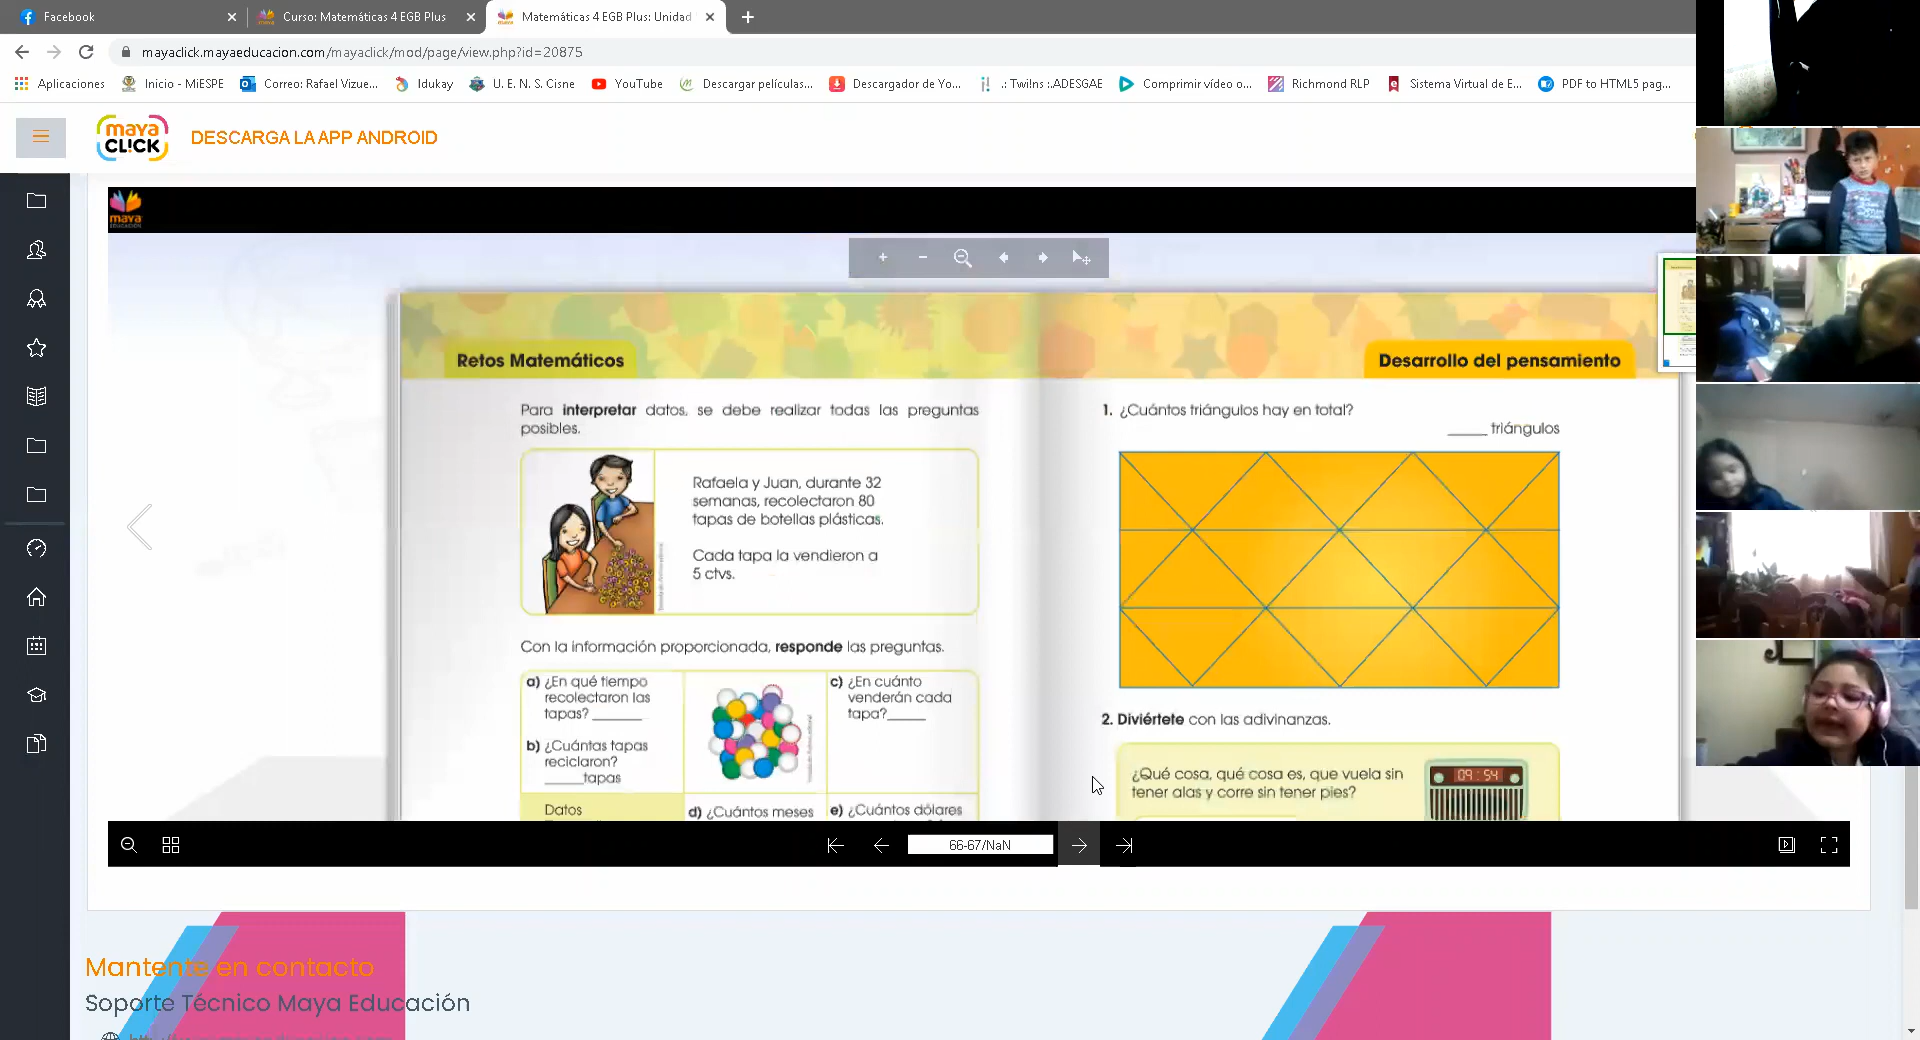 Facebook
Curso: Matemáticas 4 EGB Plus
Matemáticas 4 EGB Plus: Unidad
mayaclick.mayaeducacion.com/mayaclick/mod/page/view.php?id=20875
Aplicaciones
Inicio - MiESPE
Correo: Rafael Vizue...
Idukay
U. E. N. S. Cisne
YouTube
Descargar películas...
Descargador de Yo...
.: Twi!ns :.ADESGAE
Comprimir vídeo o...
Richmond RLP
Sistema Virtual de E...
PDF to HTML5 pag...
maya
CLICK
DESCARGA LA APP ANDROID
maya
EDUCACIÓN
Retos Matemáticos
Para interpretar datos, se debe realizar todas las preguntas
posibles.
Rafaela y Juan, durante 32
semanas, recolectaron 80
tapas de botellas plásticas.
Cada tapa la vendieron a
5 ctvs.
Con la información proporcionada, responde las preguntas.
a) ¿En qué tiempo
recolectaron las
tapas? ______
b) ¿Cuántas tapas
reciclaron?
_____tapas
c) ¿En cuánto
venderán cada
tapa?_____
Datos
d) ¿Cuántos meses
e) ¿Cuántos dólares
Desarrollo del pensamiento
1. ¿Cuántos triángulos hay en total?
_____ triángulos
2. Diviértete con las adivinanzas.
¿Qué cosa, qué cosa es, que vuela sin
tener alas y corre sin tener pies?
09:54
66-67/NaN
Mantente en contacto
Soporte Técnico Maya Educación